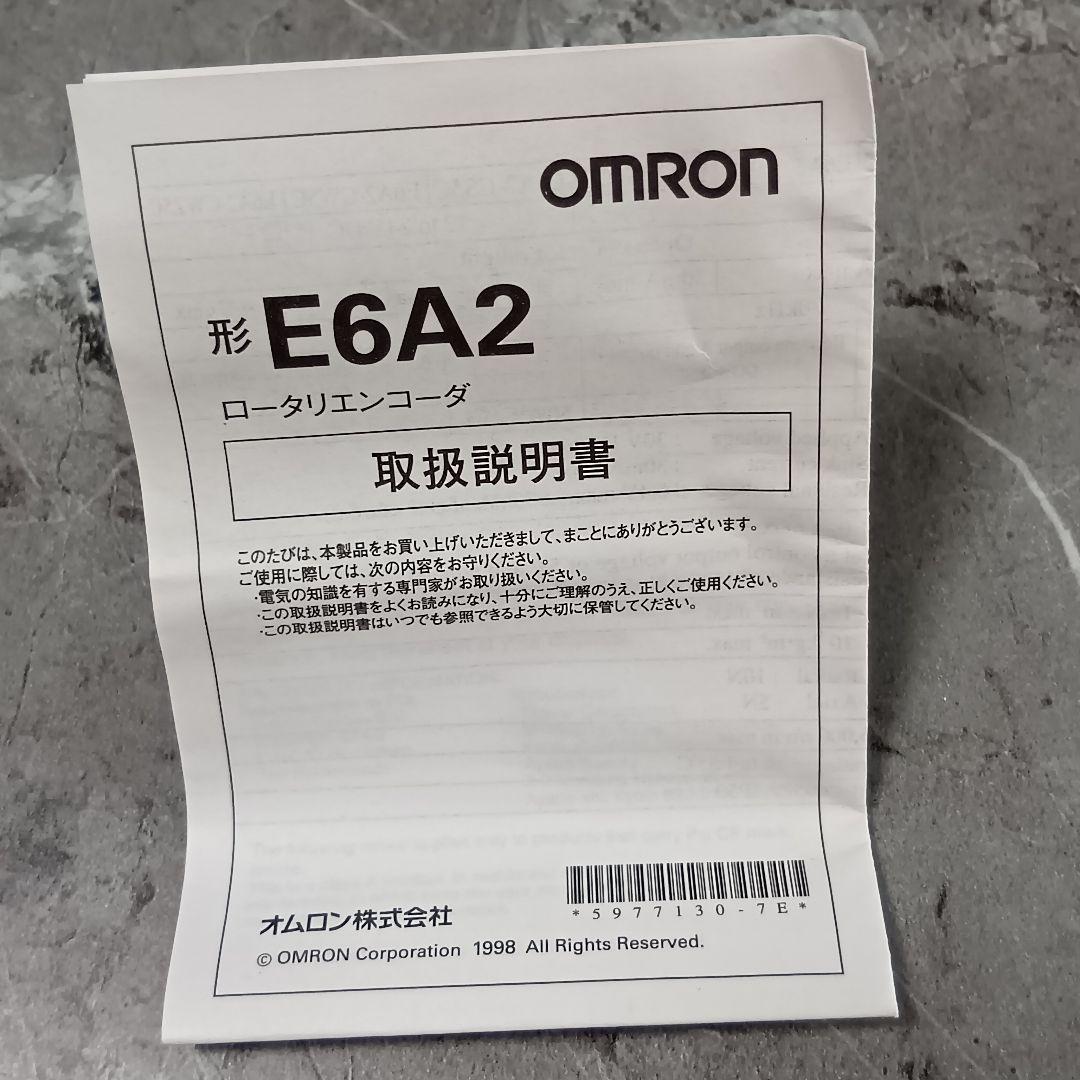 OMRON
形 E6A2
ロータリエンコーダ
取扱説明書
このたびは、本製品をお買い上げいただきまして、まことにありがとうございます。
ご使用に際しては、次の内容をお守りください。
・電気の知識を有する専門家がお取り扱いください。
・この取扱説明書をよくお読みになり、十分にご理解のうえ、正しくご使用ください。
・この取扱説明書はいつでも参照できるよう大切に保管してください。
*5977130-7E*
オムロン株式会社
© OMRON Corporation 1998 All Rights Reserved.